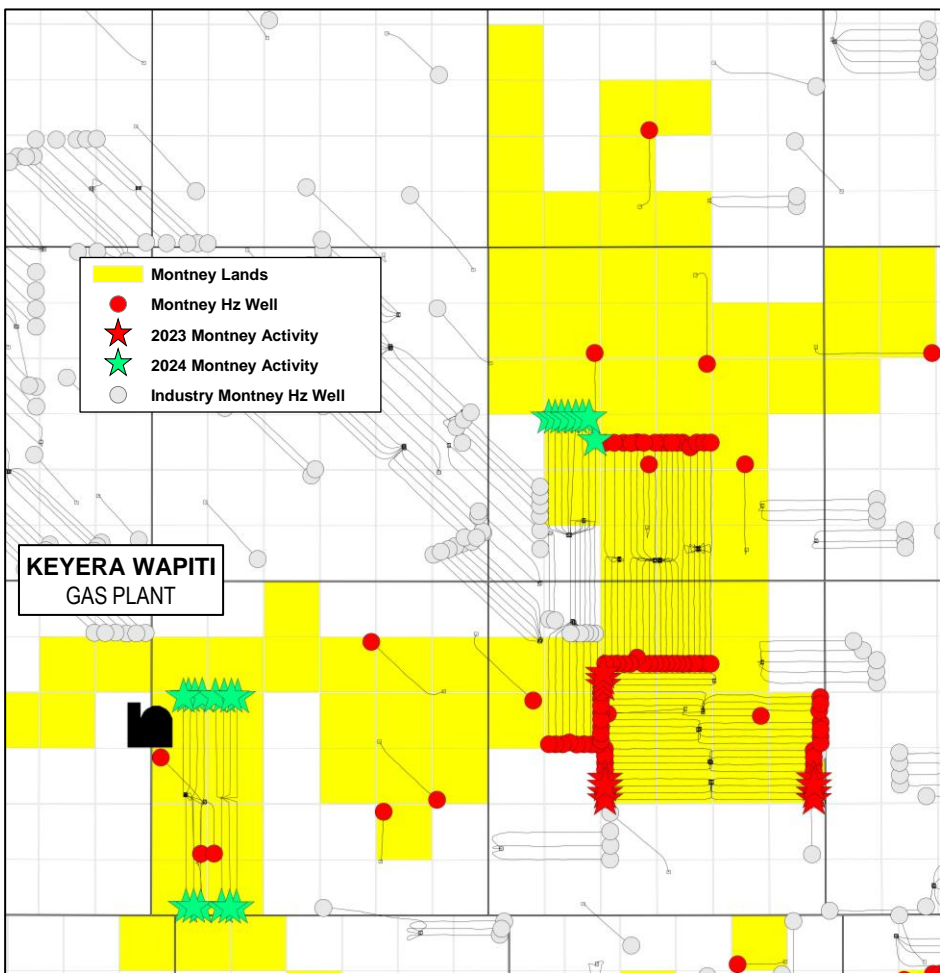 Montney Lands
Montney Hz Well
2023 Montney Activity
2024 Montney Activity
Industry Montney Hz Well
KEYERA WAPITI
GAS PLANT